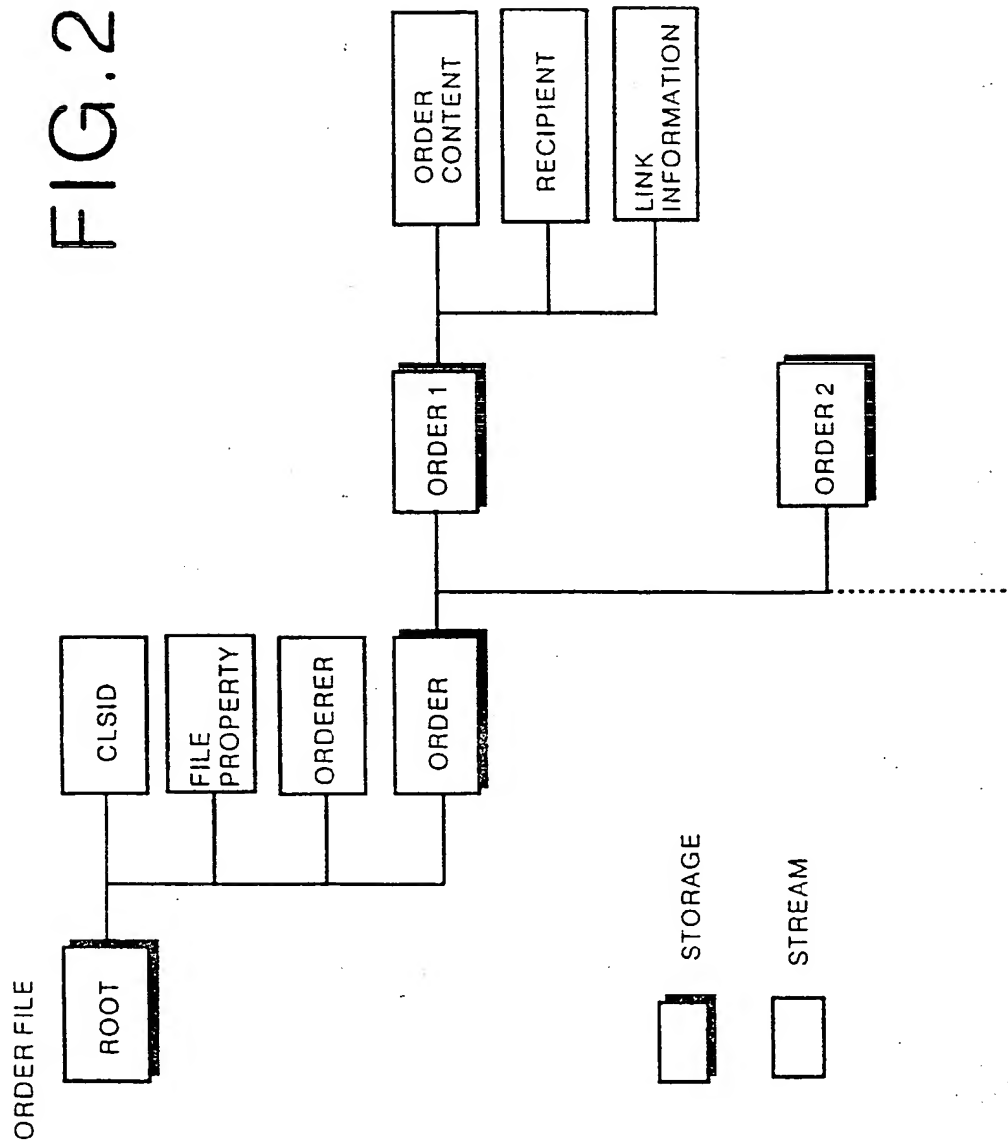 FIG.2
ORDER FILE
ROOT
CLSID
FILE
PROPERTY
ORDERER
ORDER
ORDER 1
ORDER
CONTENT
RECIPIENT
LINK
INFORMATION
ORDER 2
STORAGE
STREAM